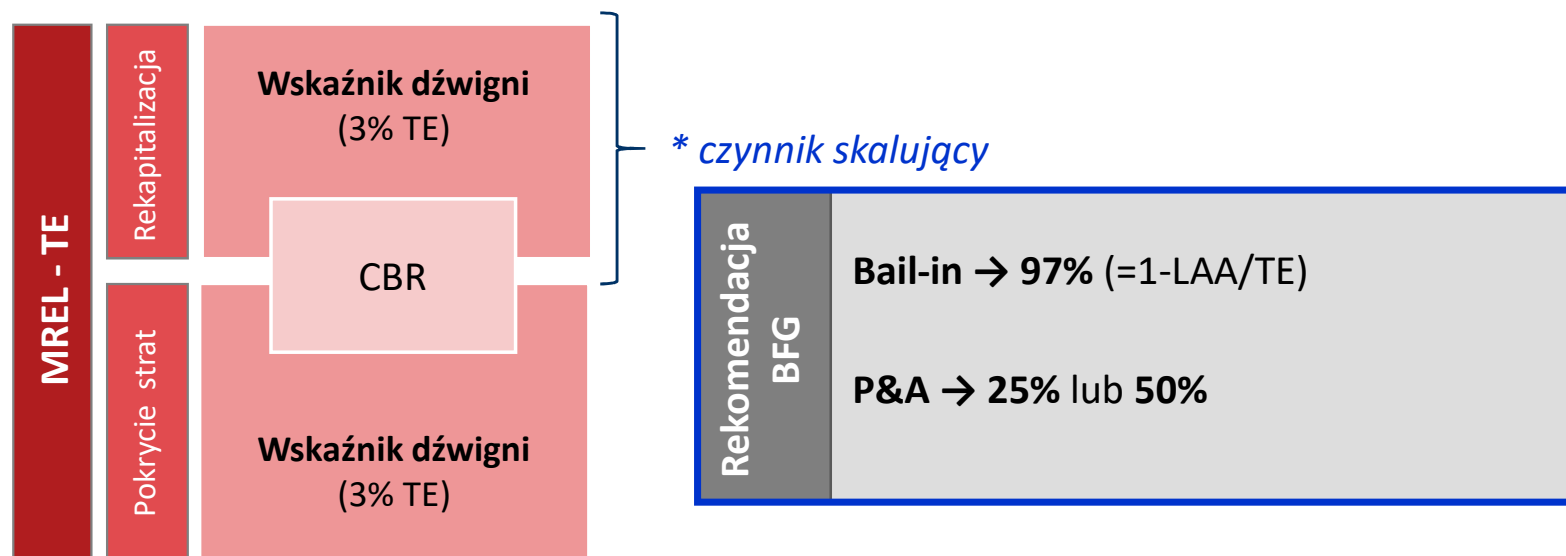 MREL - TE
Rekapitalizacja
Wskaźnik dźwigni
(3% TE)
* czynnik skalujący
CBR
Pokrycie strat
Wskaźnik dźwigni
(3% TE)
Rekomendacja
BFG
Bail-in → 97% (=1-LAA/TE)
P&A → 25% lub 50%